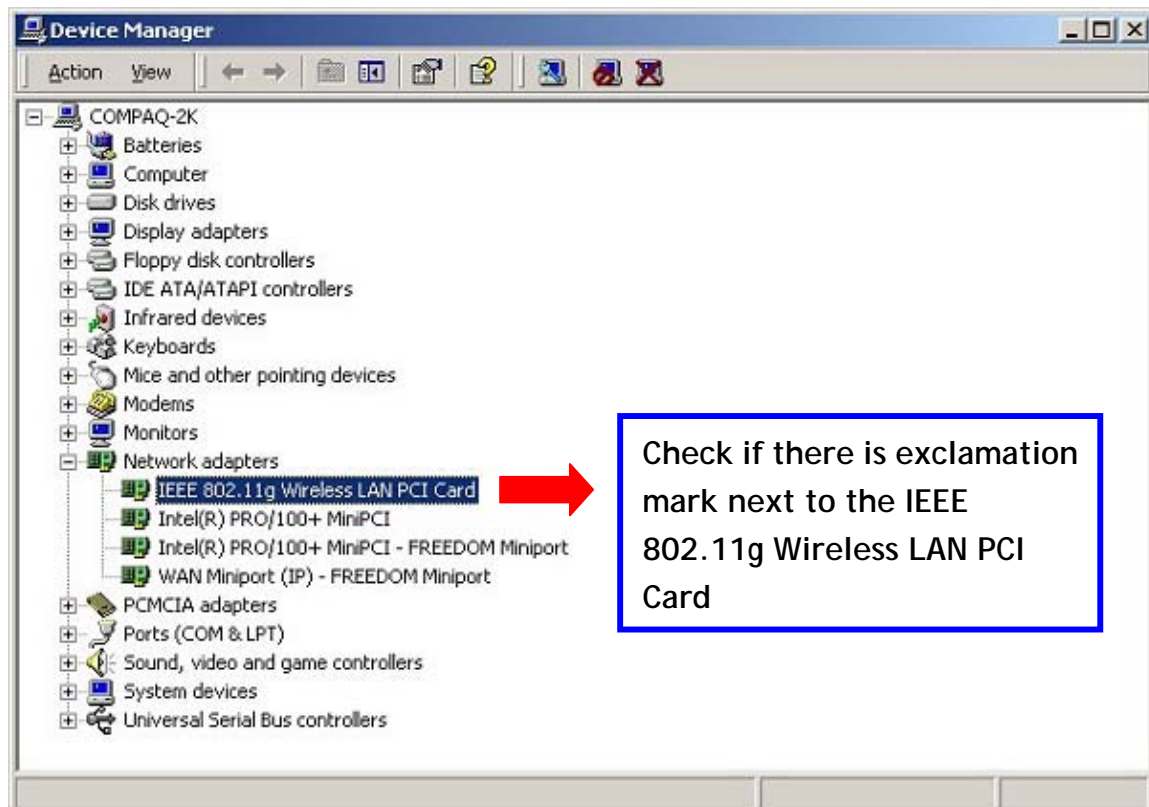 Device Manager
Action View
COMPAQ-2K
Batteries
Computer
Disk drives
Display adapters
Floppy disk controllers
IDE ATA/ATAPI controllers
Infrared devices
Keyboards
Mice and other pointing devices
Modems
Monitors
Network adapters
IEEE 802.11g Wireless LAN PCI Card
Intel(R) PRO/100+ MiniPCI
Intel(R) PRO/100+ MiniPCI - FREEDOM Miniport
WAN Miniport (IP) - FREEDOM Miniport
PCMCIA adapters
Ports (COM & LPT)
Sound, video and game controllers
System devices
Universal Serial Bus controllers
Check if there is exclamation
mark next to the IEEE
802.11g Wireless LAN PCI
Card